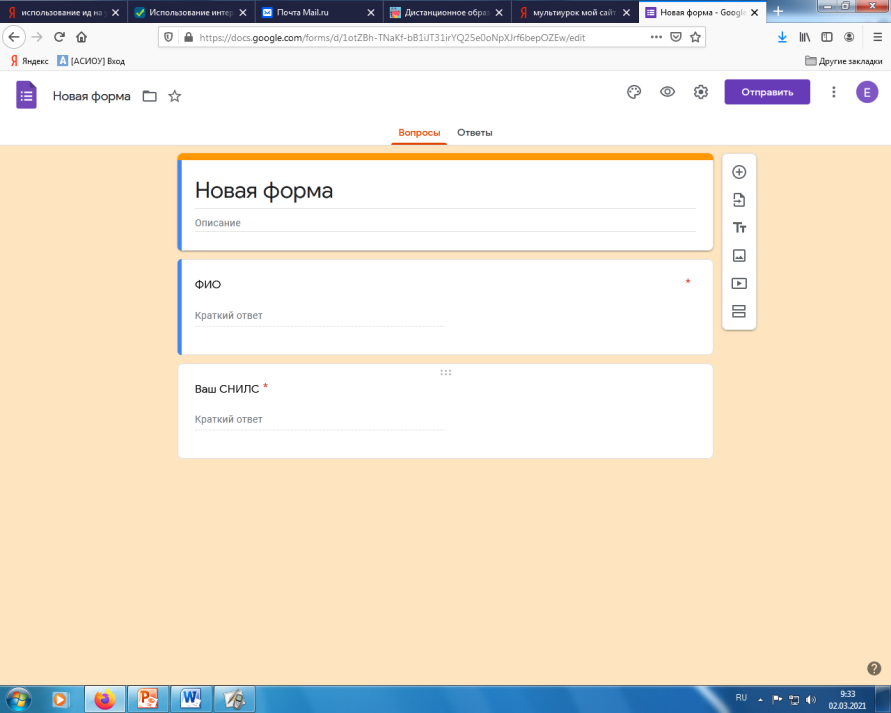 использование ид на у
Использование интер
Почта Mail.ru
Дистанционное образ
мультиурок мой сайт
Новая форма - Google
https://docs.google.com/forms/d/1otZBh-TNaKf-bB1iJT31irYQ25e0oNpXJrf6bepOZEw/edit
Яндекс
[АСИОУ] Вход
Другие закладки
Новая форма
Отправить
E
Вопросы
Ответы
Новая форма
Описание
ФИО *
Краткий ответ
Ваш СНИЛС *
Краткий ответ
RU
9:33
02.03.2021